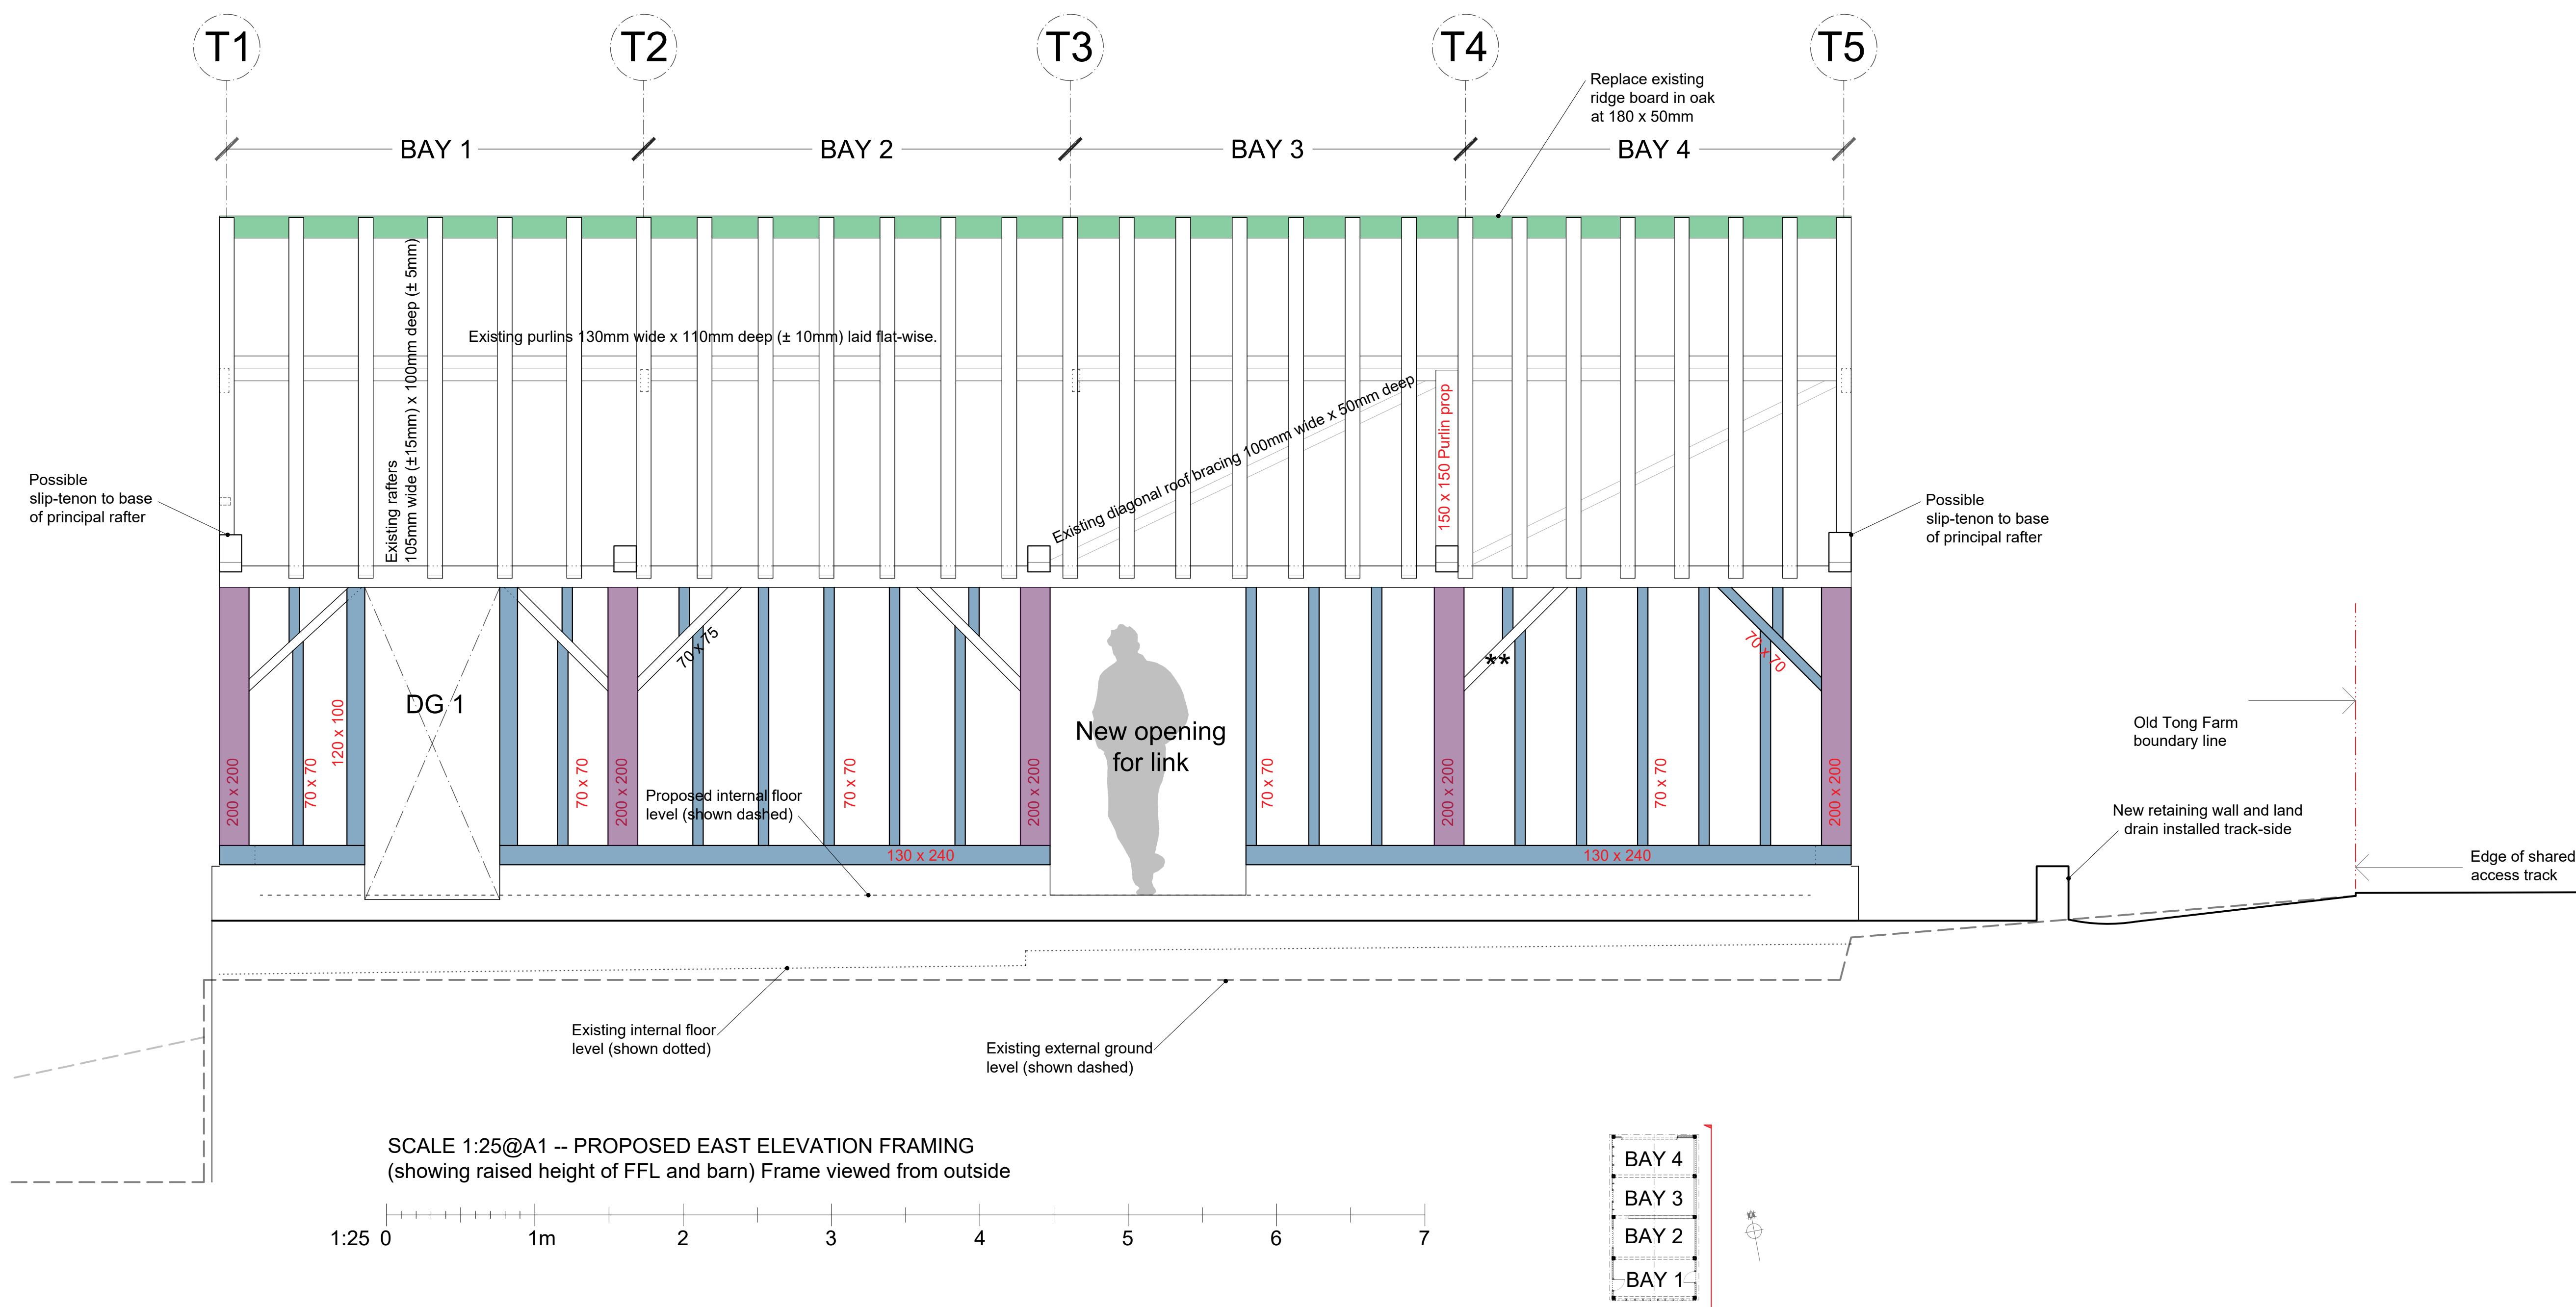 T1
T2
T3
T4
T5
Replace existing
ridge board in oak
at 180 x 50mm
BAY 1
BAY 2
BAY 3
BAY 4
Existing rafters
105mm wide (±15mm) x 100mm deep (± 5mm)
Existing purlins 130mm wide x 110mm deep (± 10mm) laid flat-wise.
Existing diagonal roof bracing 100mm wide x 50mm deep
150 x 150 Purlin prop
Possible
slip-tenon to base
of principal rafter
Possible
slip-tenon to base
of principal rafter
70 x 75
**
70 x 70
DG 1
New opening
for link
200 x 200
70 x 70
120 x 100
70 x 70
200 x 200
70 x 70
200 x 200
70 x 70
200 x 200
70 x 70
200 x 200
Proposed internal floor
level (shown dashed)
130 x 240
130 x 240
Old Tong Farm
boundary line
New retaining wall and land
drain installed track-side
Edge of shared
access track
Existing internal floor
level (shown dotted)
Existing external ground
level (shown dashed)
SCALE 1:25@A1 -- PROPOSED EAST ELEVATION FRAMING
(showing raised height of FFL and barn) Frame viewed from outside
1:25 0 1m 2 3 4 5 6 7
BAY 4
BAY 3
BAY 2
BAY 1